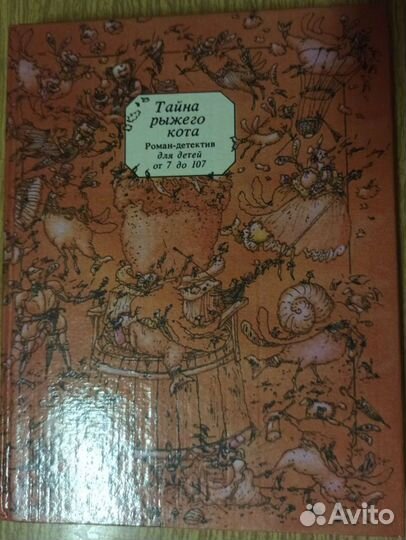 Тайна
рыжего
кота
Роман-детектив
для детей
от 7 до 107
Avito